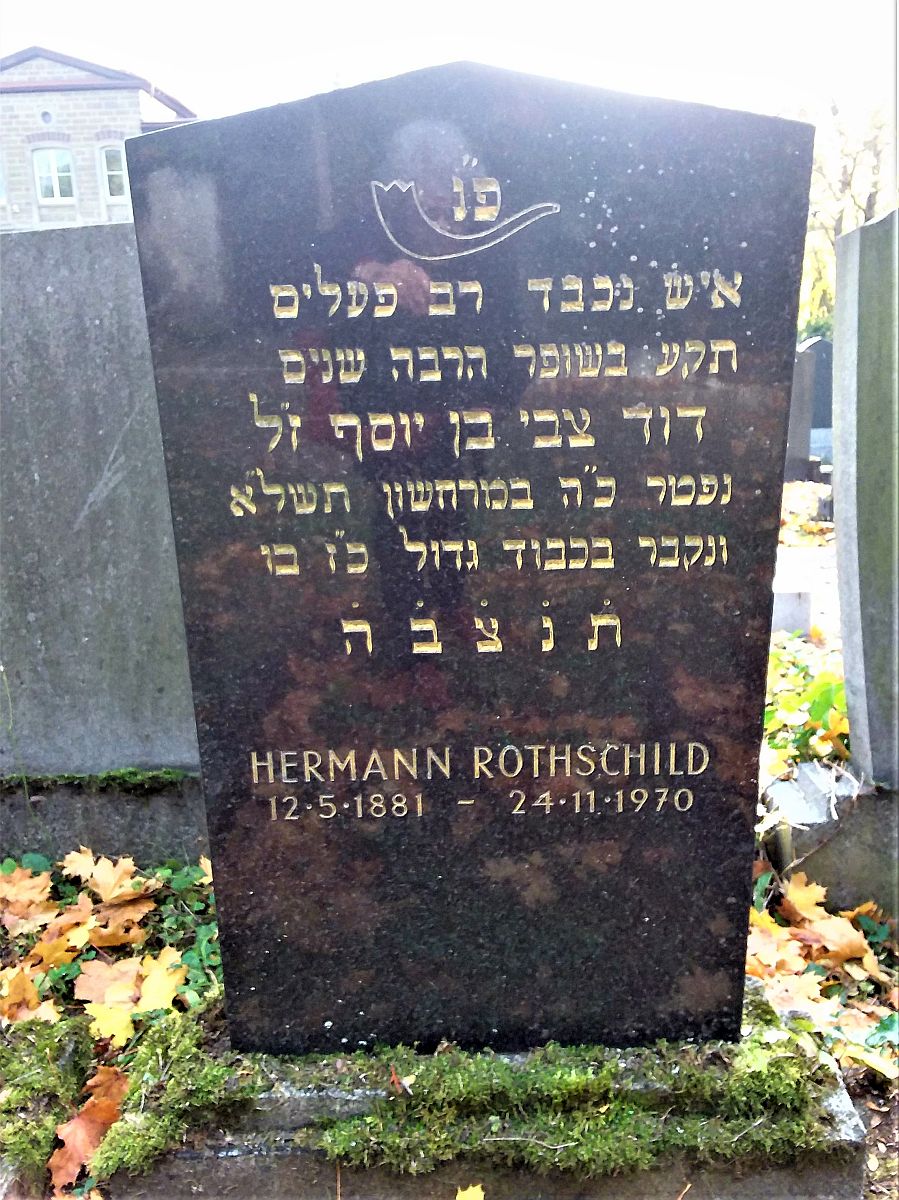 פ״נ
איש נכבד רב פעלים
תקע בשופר הרבה שנים
דוד צבי בן יוסף ז״ל
נפטר כ״ה במרחשון תשל״א
ונקבר בכבוד גדול כ״ז בו
ת׳נ׳צ׳ב׳ה׳
HERMANN ROTHSCHILD
12·5·1881 – 24·11·1970